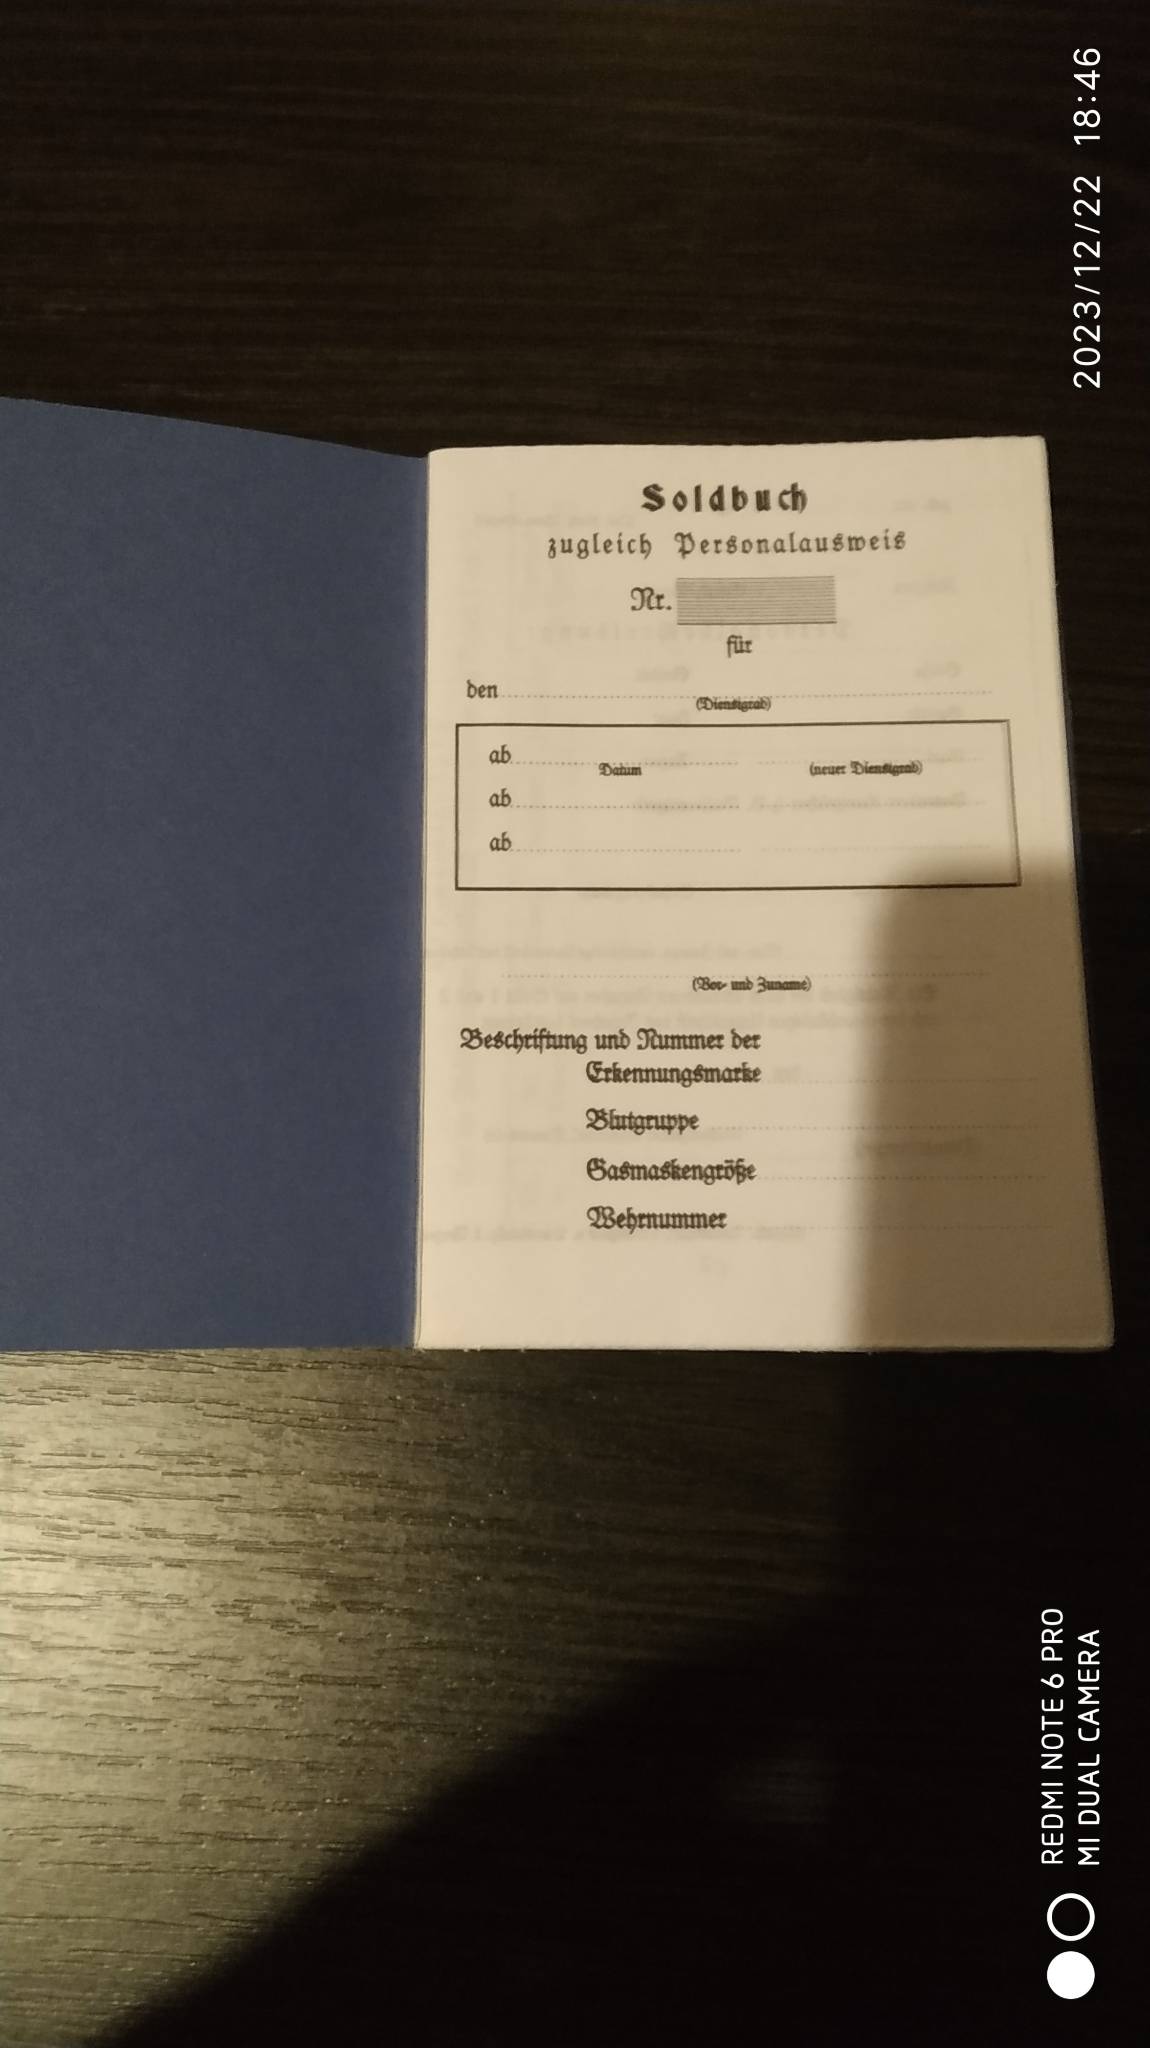 Soldbuch
zugleich Personalausweis
Nr.
für
den
(Dienstgrad)
ab
Datum (neuer Dienstgrad)
ab
ab
(Vor- und Zuname)
Beschriftung und Nummer der
Erkennungsmarke
Blutgruppe
Gasmaskengröße
Wehrnummer
2023/12/22 18:46
REDMI NOTE 6 PRO
MI DUAL CAMERA